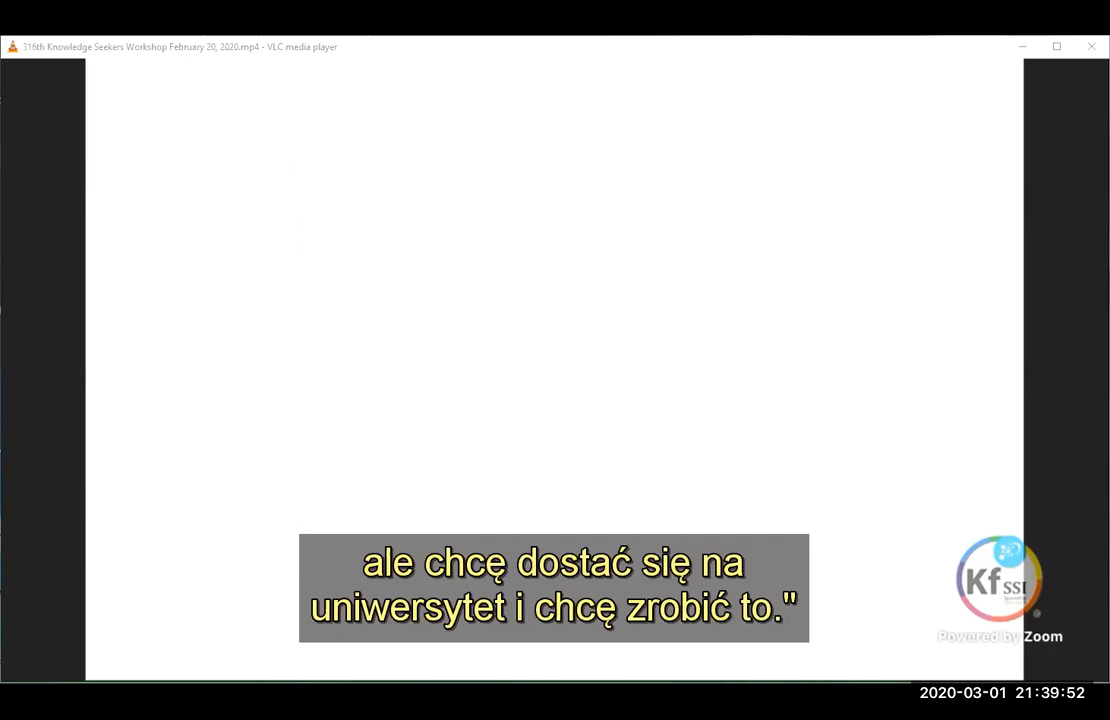 316th Knowledge Seekers Workshop February 20, 2020.mp4 - VLC media player
ale chcę dostać się na
uniwersytet i chcę zrobić to."
Kf SSI
Powered by Zoom
2020-03-01 21:39:52